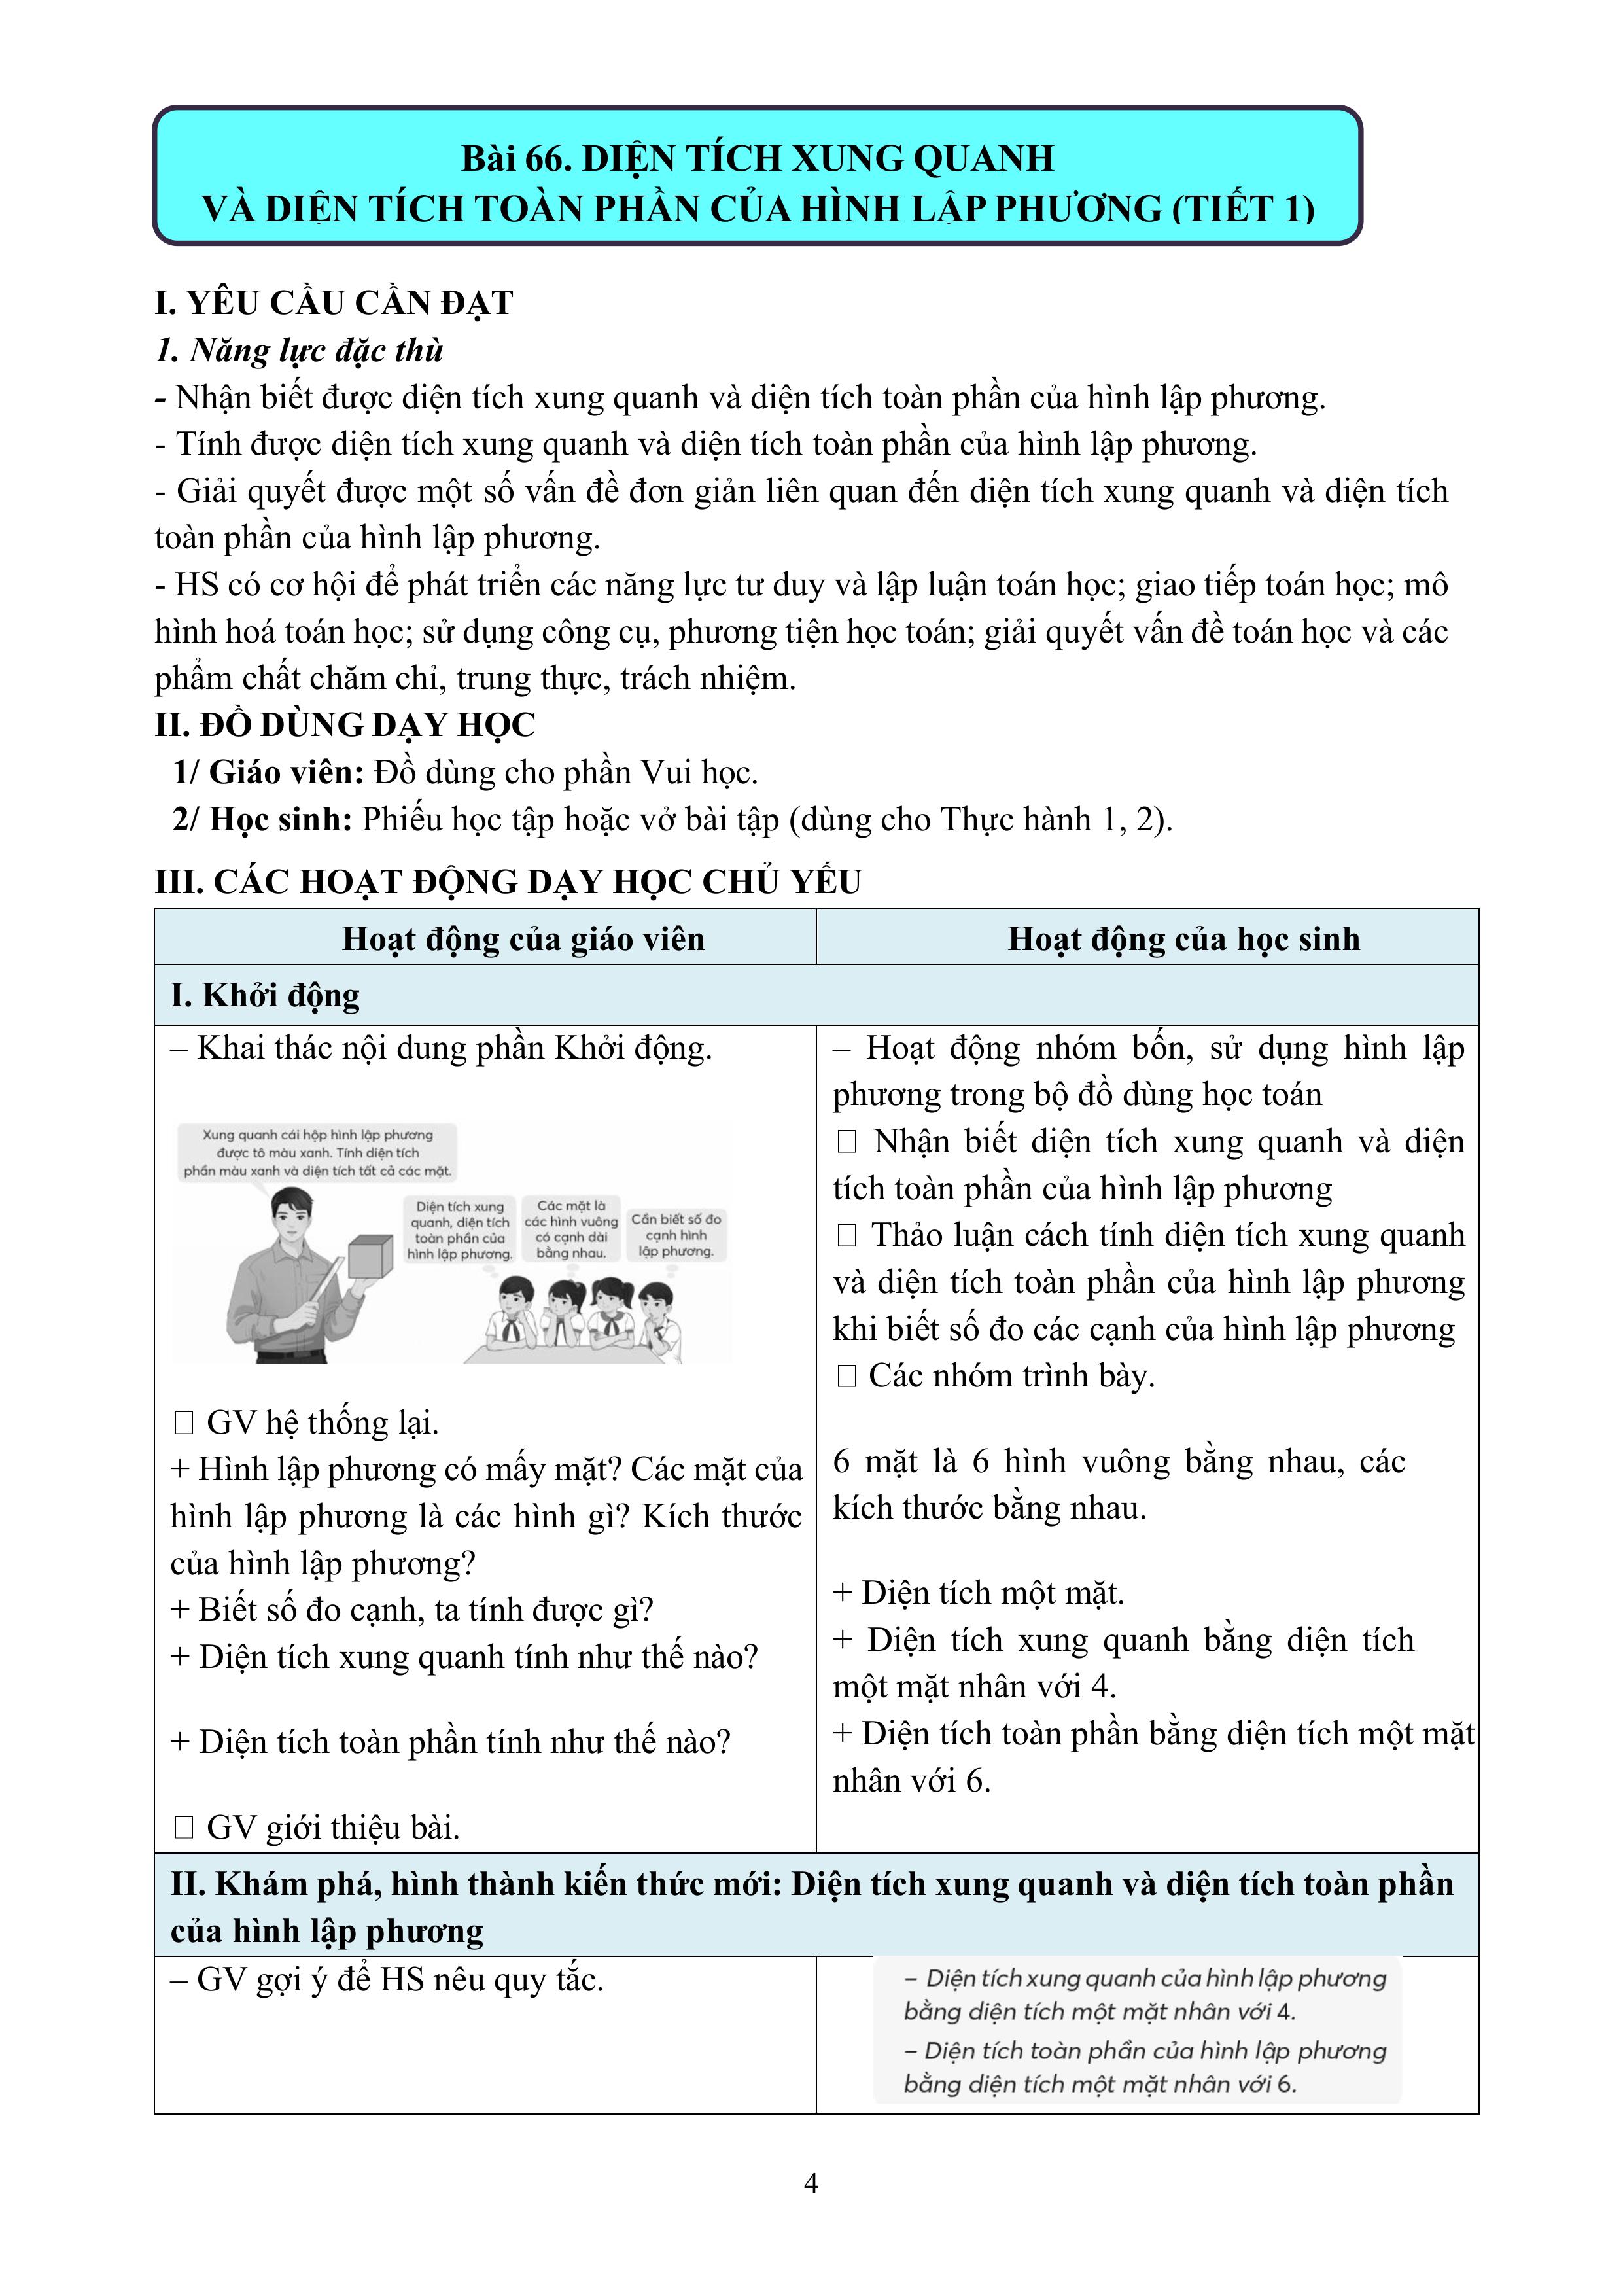 Bài 66. DIỆN TÍCH XUNG QUANH
VÀ DIỆN TÍCH TOÀN PHẦN CỦA HÌNH LẬP PHƯƠNG (TIẾT 1)
I. YÊU CẦU CẦN ĐẠT
1. Năng lực đặc thù
- Nhận biết được diện tích xung quanh và diện tích toàn phần của hình lập phương.
- Tính được diện tích xung quanh và diện tích toàn phần của hình lập phương.
- Giải quyết được một số vấn đề đơn giản liên quan đến diện tích xung quanh và diện tích
toàn phần của hình lập phương.
- HS có cơ hội để phát triển các năng lực tư duy và lập luận toán học; giao tiếp toán học; mô
hình hoá toán học; sử dụng công cụ, phương tiện học toán; giải quyết vấn đề toán học và các
phẩm chất chăm chỉ, trung thực, trách nhiệm.
II. ĐỒ DÙNG DẠY HỌC
1/ Giáo viên: Đồ dùng cho phần Vui học.
2/ Học sinh: Phiếu học tập hoặc vở bài tập (dùng cho Thực hành 1, 2).
III. CÁC HOẠT ĐỘNG DẠY HỌC CHỦ YẾU
Hoạt động của giáo viên
Hoạt động của học sinh
I. Khởi động
– Khai thác nội dung phần Khởi động.
Xung quanh cái hộp hình lập phương
được tô màu xanh. Tính diện tích
phần màu xanh và diện tích tất cả các mặt.
Diện tích xung
quanh, diện tích
toàn phần của
hình lập phương.
Các mặt là
các hình vuông
có cạnh dài
bằng nhau.
Cần biết số đo
cạnh hình
lập phương.
□ GV hệ thống lại.
+ Hình lập phương có mấy mặt? Các mặt của
hình lập phương là các hình gì? Kích thước
của hình lập phương?
+ Biết số đo cạnh, ta tính được gì?
+ Diện tích xung quanh tính như thế nào?
+ Diện tích toàn phần tính như thế nào?
□ GV giới thiệu bài.
– Hoạt động nhóm bốn, sử dụng hình lập
phương trong bộ đồ dùng học toán
□ Nhận biết diện tích xung quanh và diện
tích toàn phần của hình lập phương
□ Thảo luận cách tính diện tích xung quanh
và diện tích toàn phần của hình lập phương
khi biết số đo các cạnh của hình lập phương
□ Các nhóm trình bày.
6 mặt là 6 hình vuông bằng nhau, các
kích thước bằng nhau.
+ Diện tích một mặt.
+ Diện tích xung quanh bằng diện tích
một mặt nhân với 4.
+ Diện tích toàn phần bằng diện tích một mặt
nhân với 6.
II. Khám phá, hình thành kiến thức mới: Diện tích xung quanh và diện tích toàn phần
của hình lập phương
– GV gợi ý để HS nêu quy tắc.
– Diện tích xung quanh của hình lập phương
bằng diện tích một mặt nhân với 4.
– Diện tích toàn phần của hình lập phương
bằng diện tích một mặt nhân với 6.
4